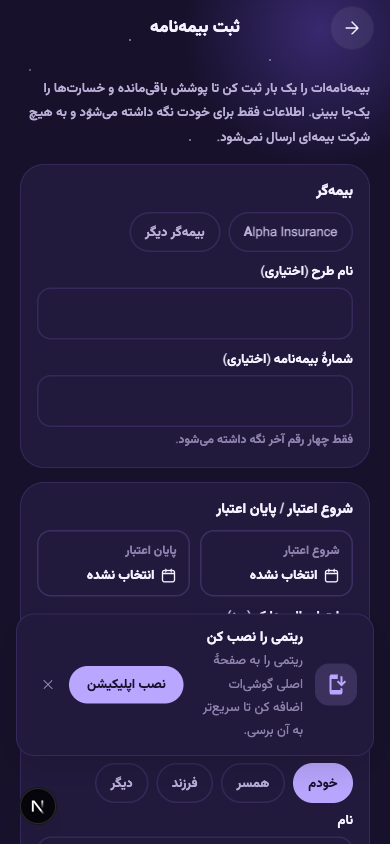 ثبت بیمه‌نامه
بیمه‌نامه‌ات را یک بار ثبت کن تا پوشش باقی‌مانده و خسارت‌ها را
یک‌جا ببینی. اطلاعات فقط برای خودت نگه داشته می‌شود و به هیچ
شرکت بیمه‌ای ارسال نمی‌شود.
بیمه‌گر
Alpha Insurance
بیمه‌گر دیگر
نام طرح (اختیاری)
شمارهٔ بیمه‌نامه (اختیاری)
فقط چهار رقم آخر نگه داشته می‌شود.
شروع اعتبار / پایان اعتبار
شروع اعتبار
انتخاب نشده
پایان اعتبار
انتخاب نشده
ریتمی را نصب کن
ریتمی را به صفحهٔ
اصلی گوشی‌ات
اضافه کن تا سریع‌تر
به آن برسی.
نصب اپلیکیشن
خودم
همسر
فرزند
دیگر
نام
N